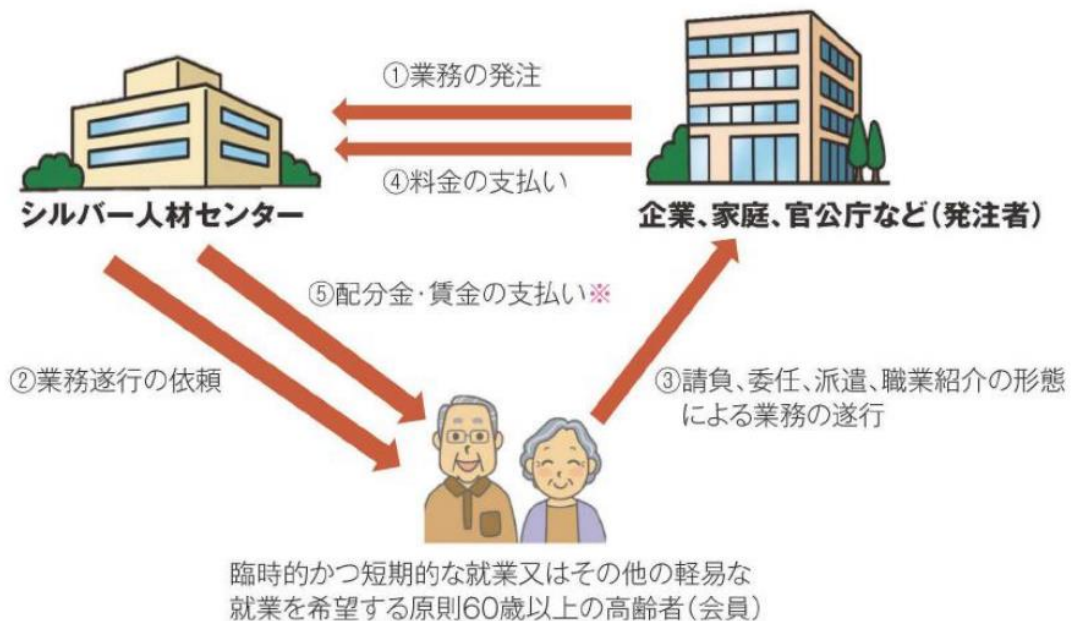 ①業務の発注
④料金の支払い
シルバー人材センター
企業、家庭、官公庁など(発注者)
⑤配分金・賃金の支払い※
②業務遂行の依頼
③請負、委任、派遣、職業紹介の形態
による業務の遂行
臨時的かつ短期的な就業又はその他の軽易な
就業を希望する原則60歳以上の高齢者(会員)